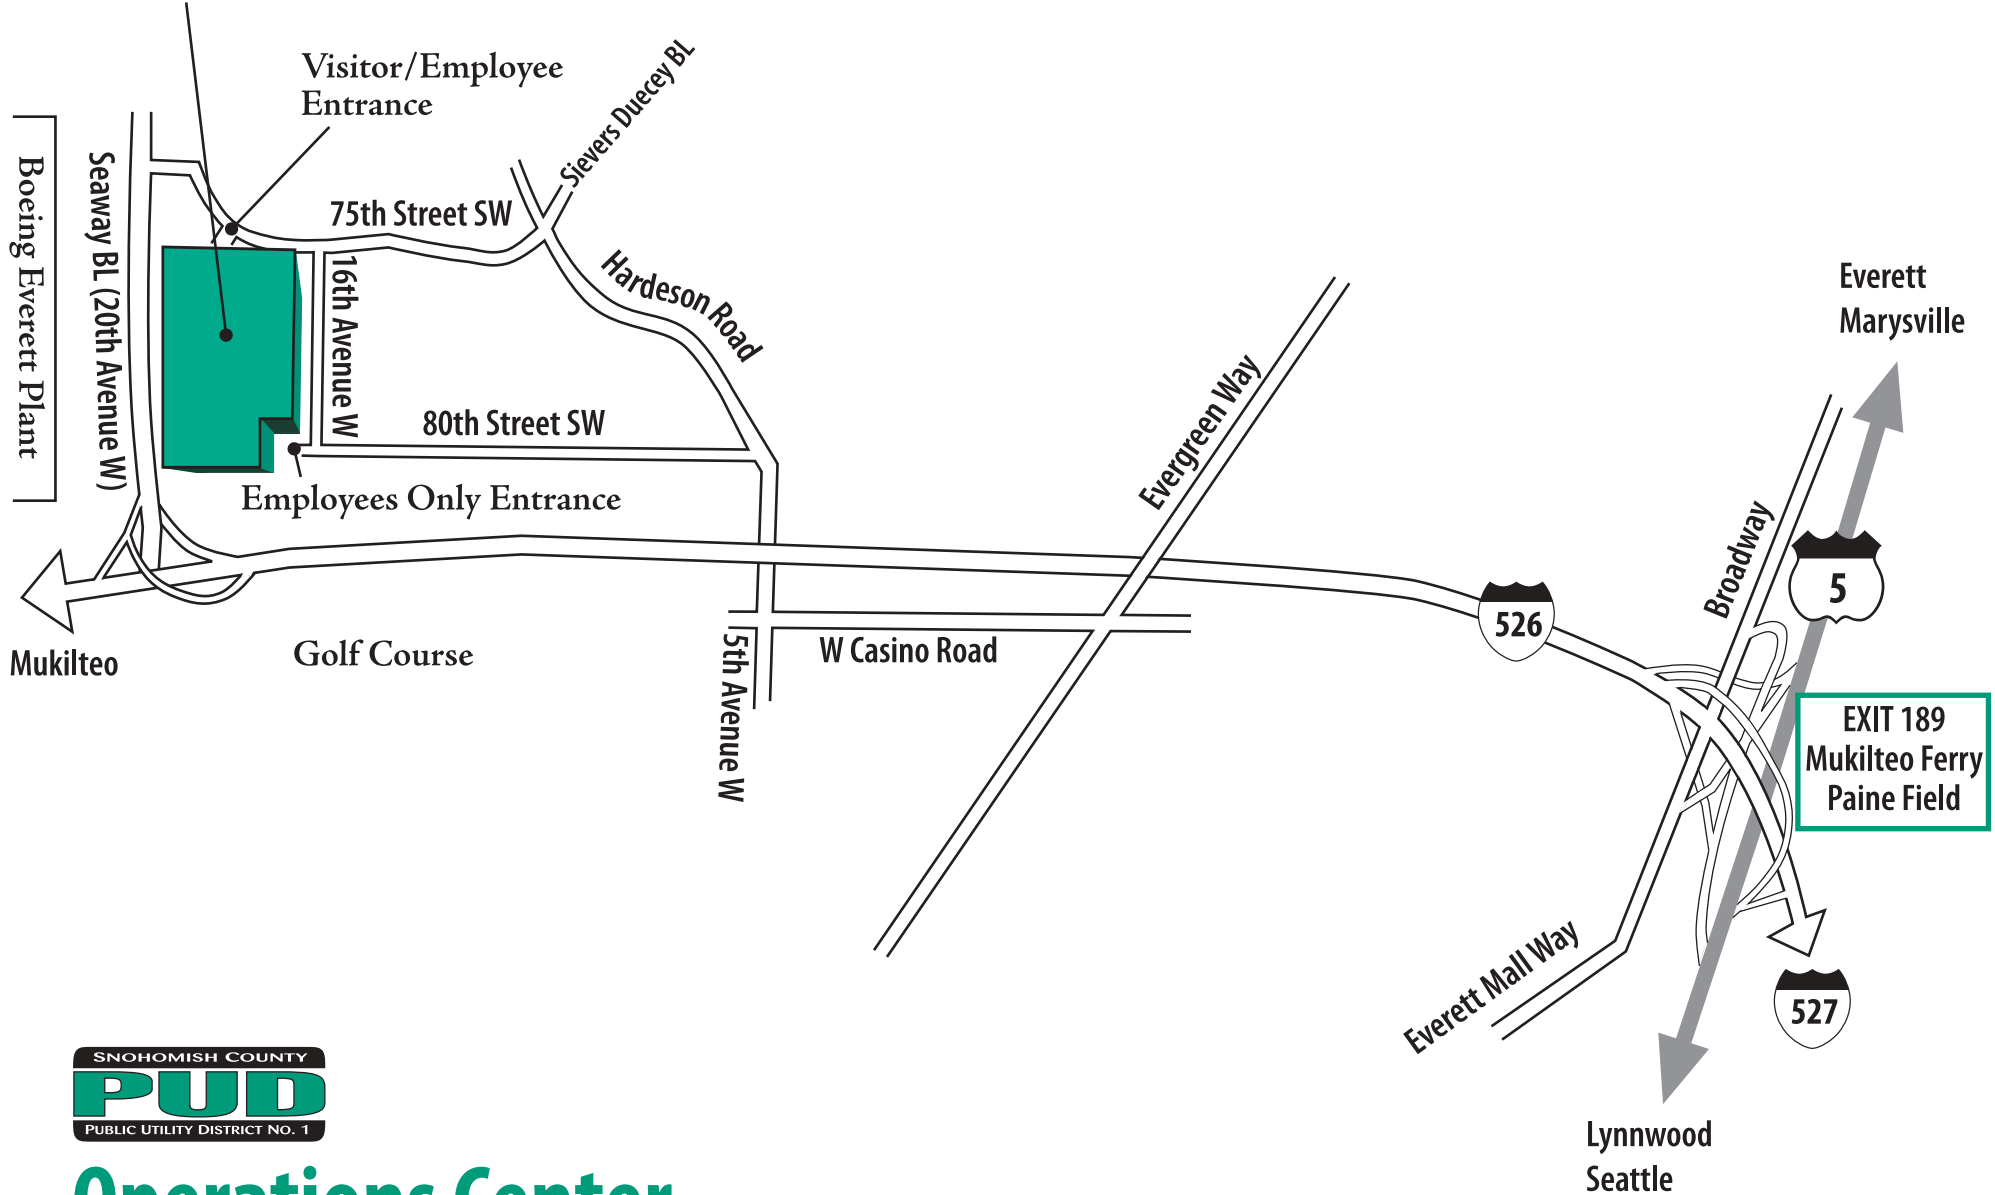 Visitor/Employee
Entrance
Sievers Duecey BL
Boeing Everett Plant
Seaway BL (20th Avenue W)
75th Street SW
16th Avenue W
Hardeson Road
80th Street SW
Employees Only Entrance
Evergreen Way
Everett
Marysville
Broadway
5
526
Mukilteo
Golf Course
5th Avenue W
W Casino Road
EXIT 189
Mukilteo Ferry
Paine Field
Everett Mall Way
527
Lynnwood
Seattle
SNOHOMISH COUNTY
PUD
PUBLIC UTILITY DISTRICT NO. 1
Operations Center